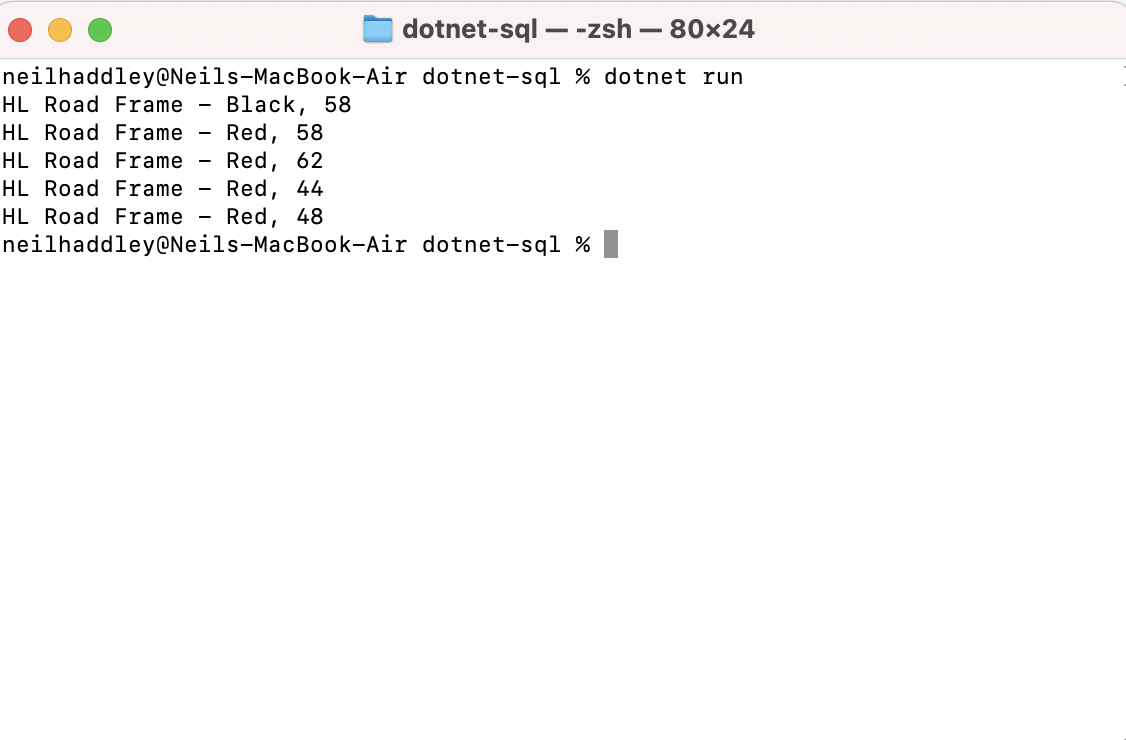 dotnet-sql — -zsh — 80×24
neilhaddley@Neils-MacBook-Air dotnet-sql % dotnet run
HL Road Frame - Black, 58
HL Road Frame - Red, 58
HL Road Frame - Red, 62
HL Road Frame - Red, 44
HL Road Frame - Red, 48
neilhaddley@Neils-MacBook-Air dotnet-sql %